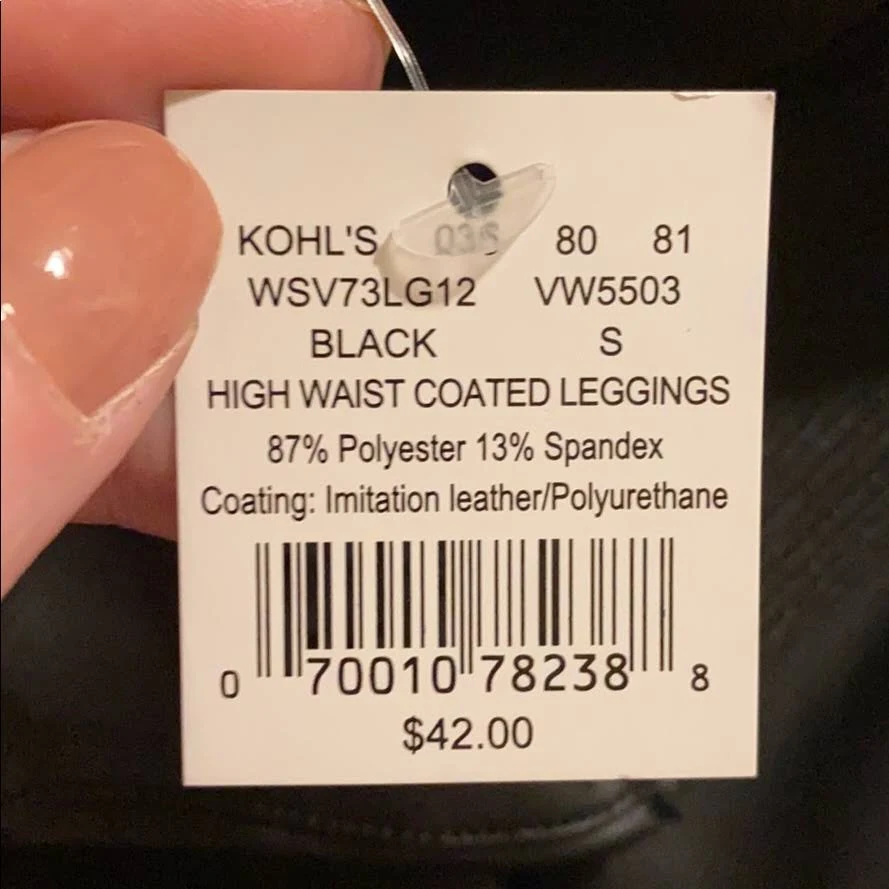 KOHL'S 80 81
WSV73LG12 VW5503
BLACK S
HIGH WAIST COATED LEGGINGS
87% Polyester 13% Spandex
Coating: Imitation leather/Polyurethane
0 70010 78238 8
$42.00